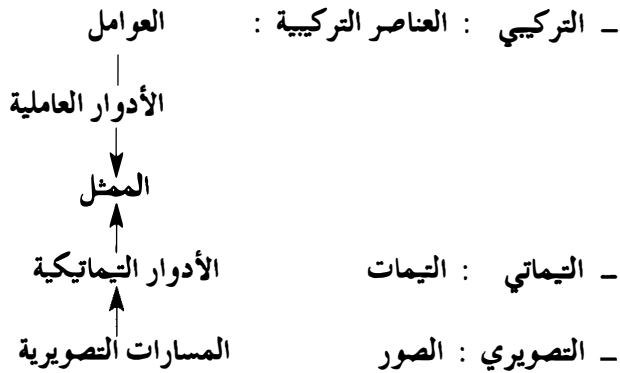 ـ التركيبي : العناصر التركيبية : العوامل
الأدوار العاملية
الممثل
ـ التيماتي : التيمات الأدوار التيماتيكية
ـ التصويري : الصور المسارات التصويرية